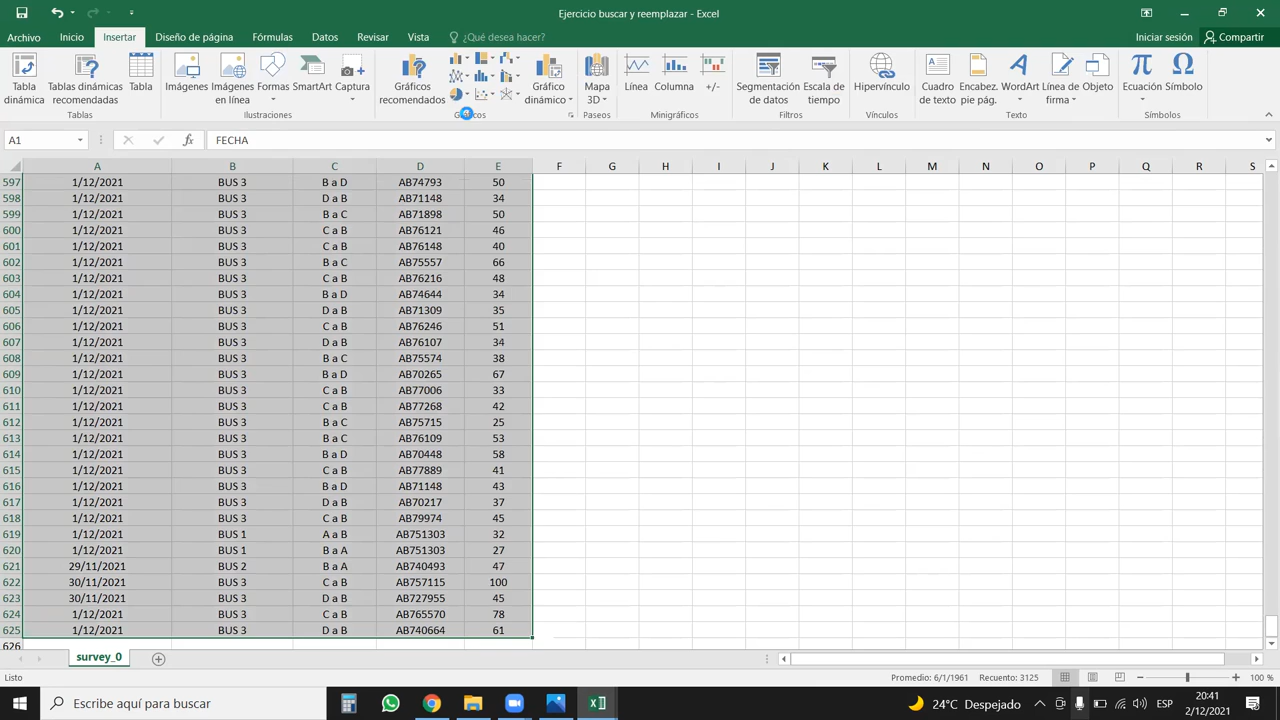 Ejercicio buscar y reemplazar - Excel
Archivo Inicio Insertar Diseño de página Fórmulas Datos Revisar Vista ¿Qué desea hacer? Iniciar sesión Compartir
Tabla dinámica
Tablas dinámicas recomendadas
Tabla
Imágenes
Imágenes en línea
Formas
SmartArt
Captura
Gráficos recomendados
Gráfico dinámico
Mapa 3D
Línea
Columna
+/-
Segmentación de datos
Escala de tiempo
Hipervínculo
Cuadro de texto
Encabez. pie pág.
WordArt
Línea de firma
Objeto
Ecuación
Símbolo
Tablas Ilustraciones Paseos Minigráficos Filtros Vínculos Texto Símbolos
A1 fx FECHA
A B C D E F G H I J K L M N O P Q R S
597 1/12/2021 BUS 3 B a D AB74793 50
598 1/12/2021 BUS 3 D a B AB71148 34
599 1/12/2021 BUS 3 B a C AB71898 50
600 1/12/2021 BUS 3 C a B AB76121 46
601 1/12/2021 BUS 3 C a B AB76148 40
602 1/12/2021 BUS 3 B a C AB75557 66
603 1/12/2021 BUS 3 C a B AB76216 48
604 1/12/2021 BUS 3 B a D AB74644 34
605 1/12/2021 BUS 3 D a B AB71309 35
606 1/12/2021 BUS 3 C a B AB76246 51
607 1/12/2021 BUS 3 D a B AB76107 34
608 1/12/2021 BUS 3 B a C AB75574 38
609 1/12/2021 BUS 3 B a D AB70265 67
610 1/12/2021 BUS 3 C a B AB77006 33
611 1/12/2021 BUS 3 C a B AB77268 42
612 1/12/2021 BUS 3 B a C AB75715 25
613 1/12/2021 BUS 3 B a C AB76109 53
614 1/12/2021 BUS 3 B a D AB70448 58
615 1/12/2021 BUS 3 C a B AB77889 41
616 1/12/2021 BUS 3 B a D AB71148 43
617 1/12/2021 BUS 3 D a B AB70217 37
618 1/12/2021 BUS 3 C a B AB79974 45
619 1/12/2021 BUS 1 A a B AB751303 32
620 1/12/2021 BUS 1 B a A AB751303 27
621 29/11/2021 BUS 2 B a A AB740493 47
622 30/11/2021 BUS 3 C a B AB757115 100
623 30/11/2021 BUS 3 D a B AB727955 45
624 1/12/2021 BUS 3 C a B AB765570 78
625 1/12/2021 BUS 3 D a B AB740664 61
626
survey_0
Listo Promedio: 6/1/1961 Recuento: 3125 100 %
Escribe aquí para buscar 24°C Despejado ESP 20:41
2/12/2021